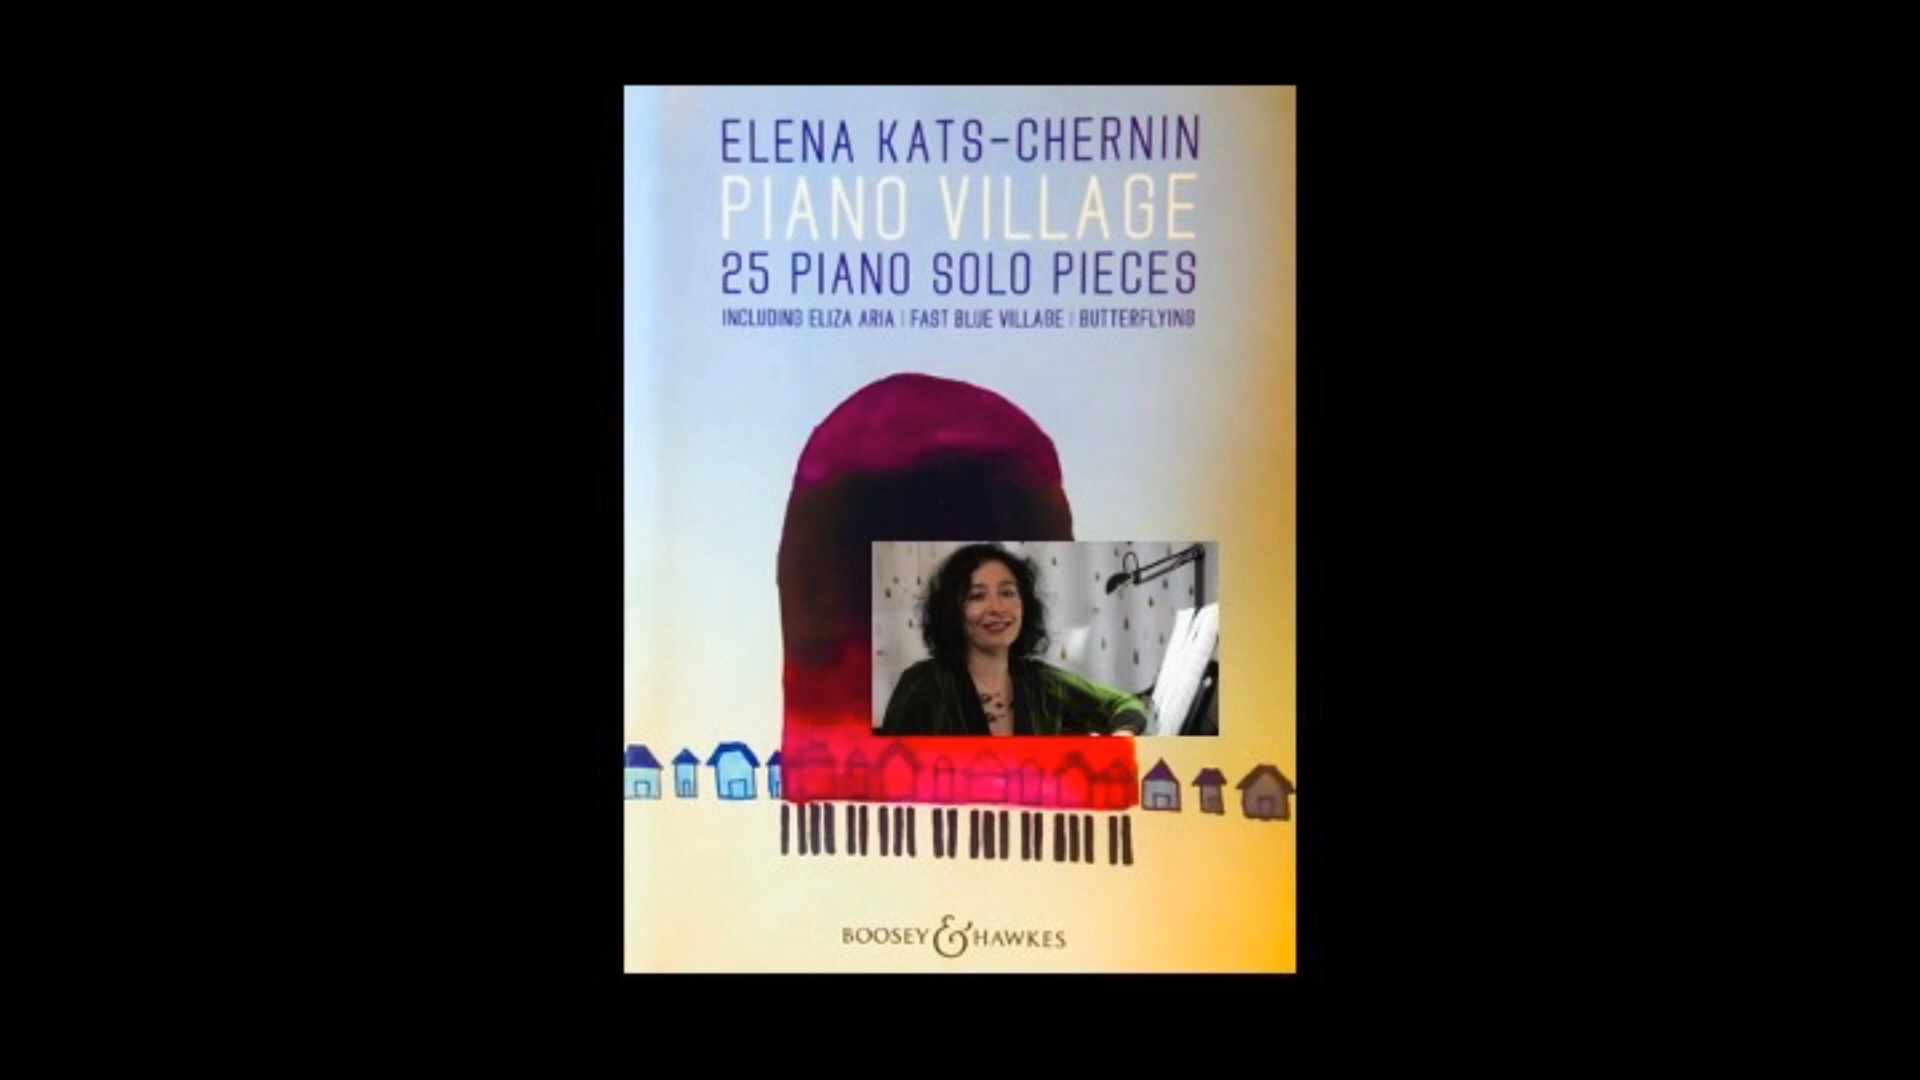 ELENA KATS-CHERNIN
PIANO VILLAGE
25 PIANO SOLO PIECES
INCLUDING ELIZA ARIA | FAST BLUE VILLAGE | BUTTERFLYING
BOOSEY & HAWKES